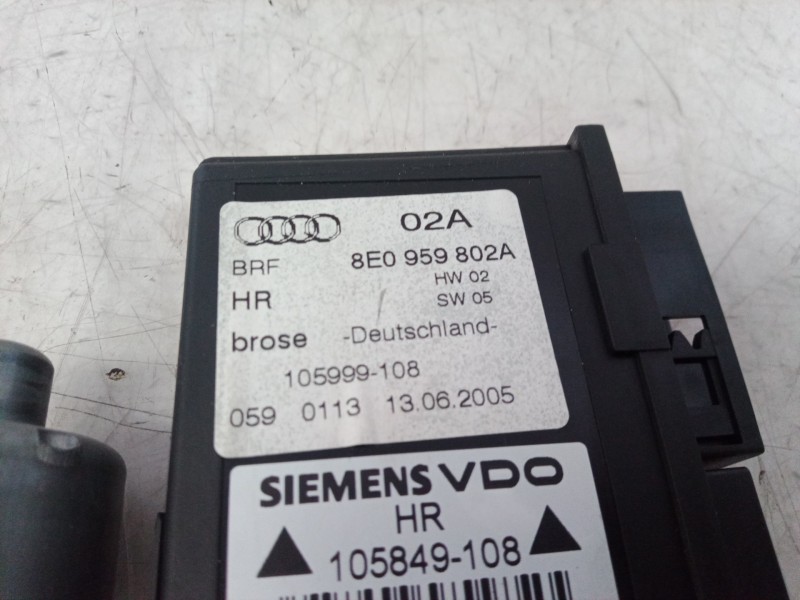 02A
BRF 8E0 959 802A
HW 02
HR SW 05
brose -Deutschland-
105999-108
059 0113 13.06.2005
SIEMENS VDO
HR
105849-108